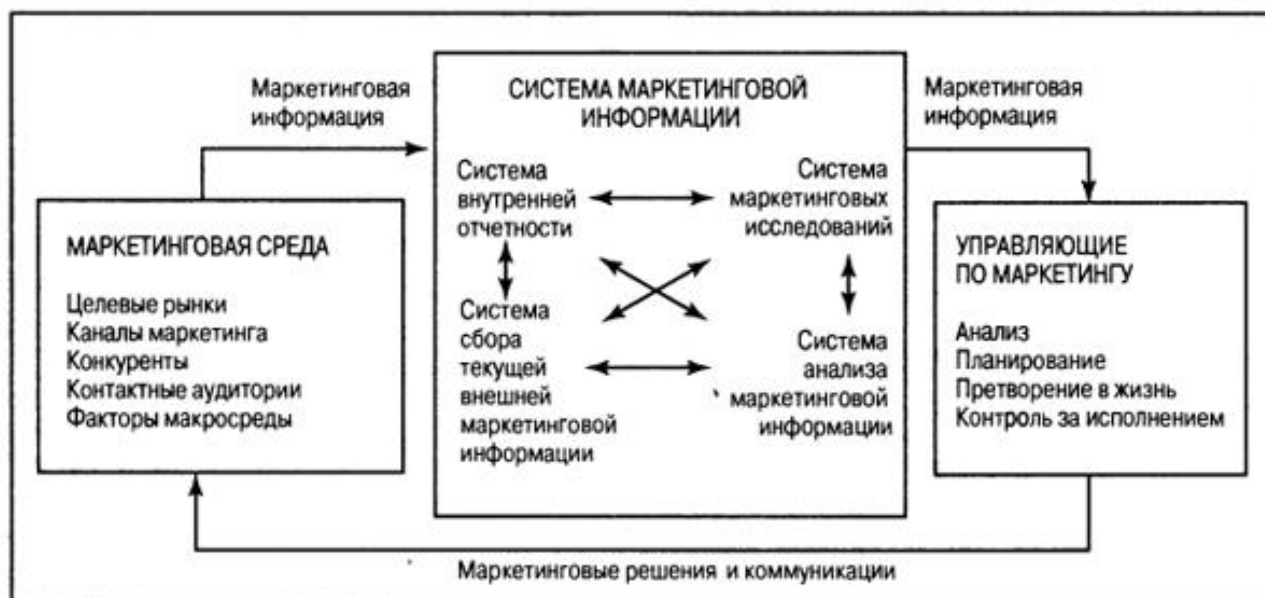 Маркетинговая
информация
СИСТЕМА МАРКЕТИНГОВОЙ
ИНФОРМАЦИИ
Маркетинговая
информация
МАРКЕТИНГОВАЯ СРЕДА
Целевые рынки
Каналы маркетинга
Конкуренты
Контактные аудитории
Факторы макросреды
Система
внутренней
отчетности
Система
маркетинговых
исследований
Система
сбора
текущей
внешней
маркетинговой
информации
Система
анализа
маркетинговой
информации
УПРАВЛЯЮЩИЕ
ПО МАРКЕТИНГУ
Анализ
Планирование
Претворение в жизнь
Контроль за исполнением
Маркетинговые решения и коммуникации